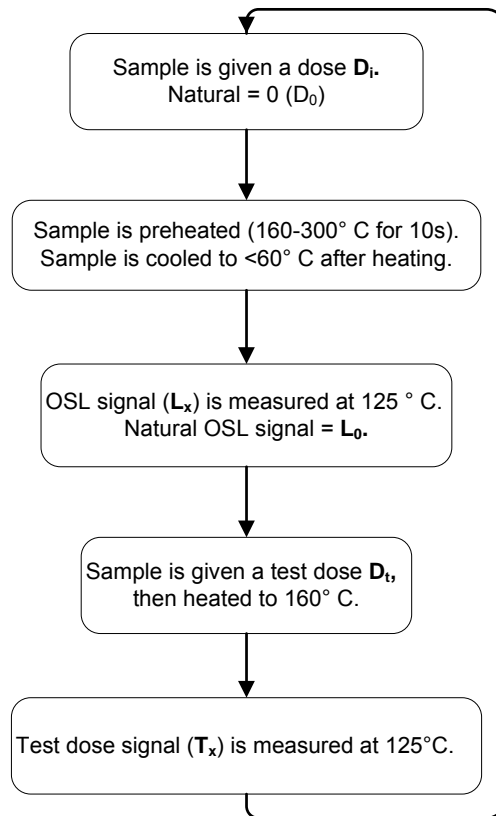 Sample is given a dose Di.
Natural = 0 (D0)
Sample is preheated (160-300° C for 10s).
Sample is cooled to <60° C after heating.
OSL signal (Lx) is measured at 125 ° C.
Natural OSL signal = L0.
Sample is given a test dose Dt,
then heated to 160° C.
Test dose signal (Tx) is measured at 125°C.